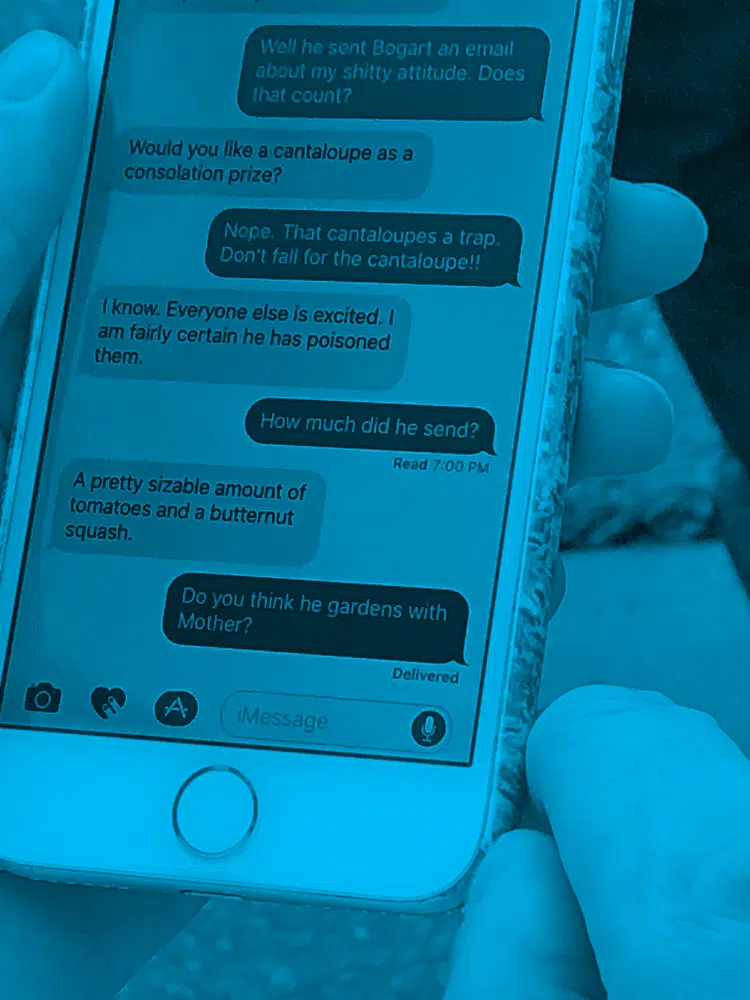 Well he sent Bogart an email
about my shitty attitude. Does
that count?
Would you like a cantaloupe as a
consolation prize?
Nope. That cantaloupes a trap.
Don't fall for the cantaloupe!!
I know. Everyone else is excited. I
am fairly certain he has poisoned
them.
How much did he send?
Read 7:00 PM
A pretty sizable amount of
tomatoes and a butternut
squash.
Do you think he gardens with
Mother?
Delivered
iMessage